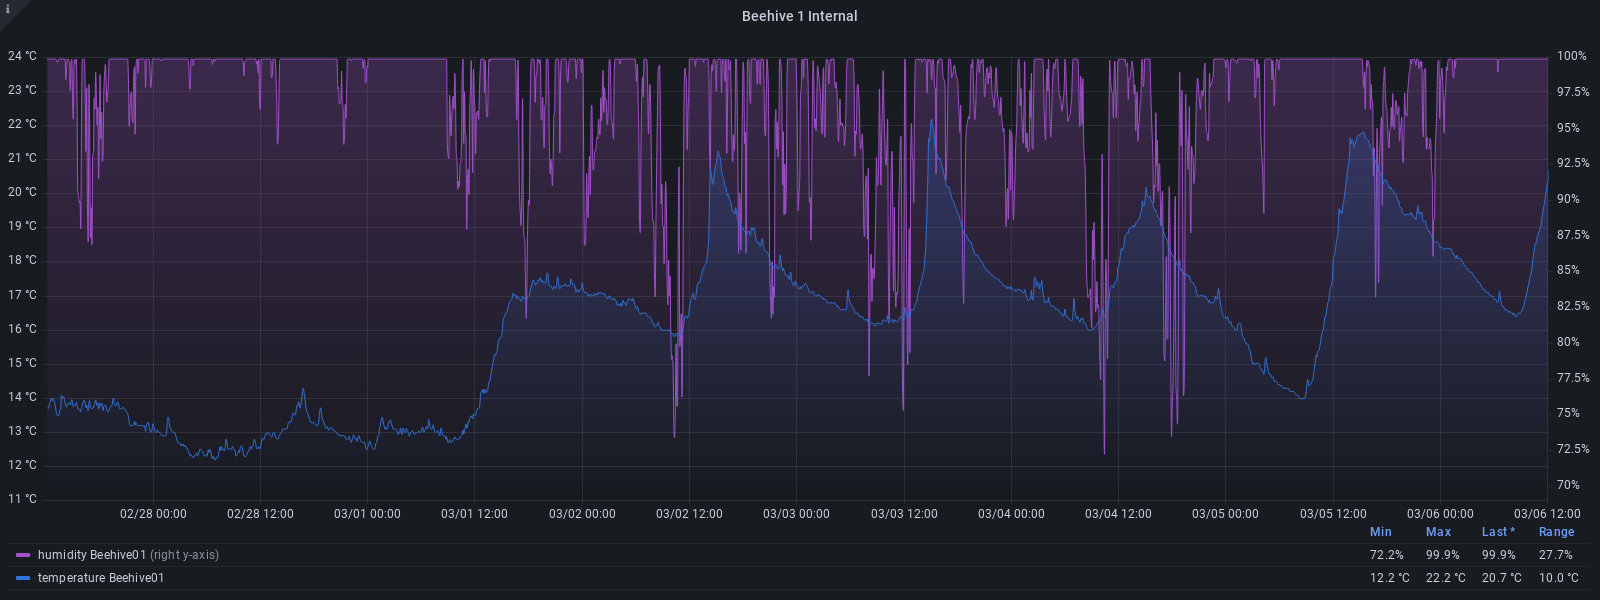 i
Beehive 1 Internal
24 °C 100%
23 °C 97.5%
22 °C 95%
21 °C 92.5%
20 °C 90%
19 °C 87.5%
18 °C 85%
17 °C 82.5%
16 °C 80%
15 °C 77.5%
14 °C 75%
13 °C 72.5%
12 °C 70%
11 °C
02/28 00:00 02/28 12:00 03/01 00:00 03/01 12:00 03/02 00:00 03/02 12:00 03/03 00:00 03/03 12:00 03/04 00:00 03/04 12:00 03/05 00:00 03/05 12:00 03/06 00:00 03/06 12:00
Min Max Last * Range
humidity Beehive01 (right y-axis) 72.2% 99.9% 99.9% 27.7%
temperature Beehive01 12.2 °C 22.2 °C 20.7 °C 10.0 °C